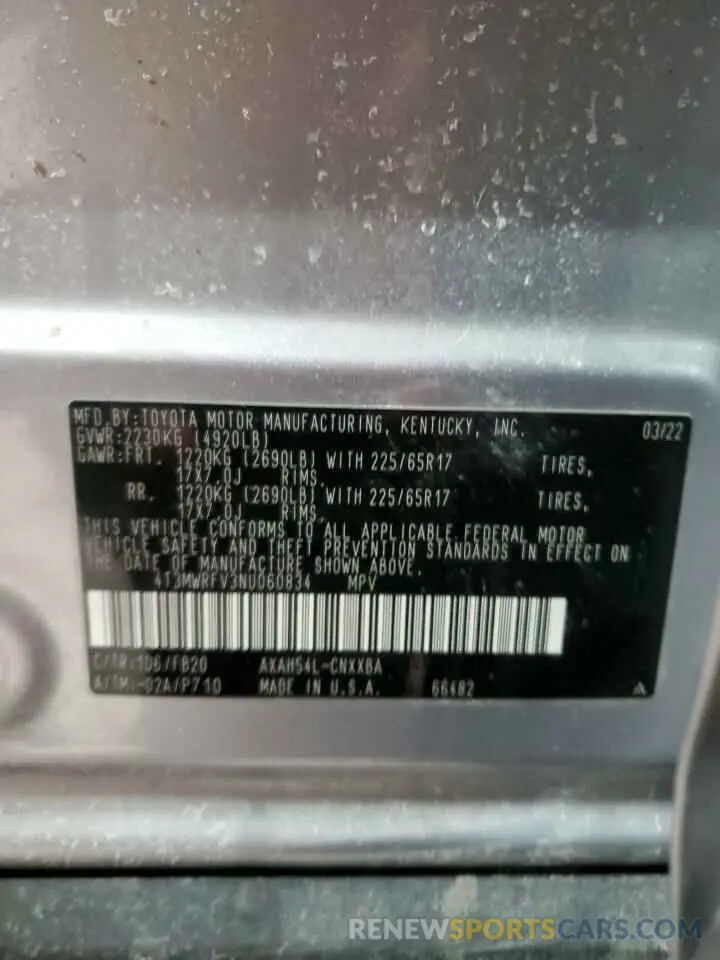 MFD.BY:TOYOTA MOTOR MANUFACTURING, KENTUCKY, INC. 03/22
GVWR:2230KG (4920LB)
GAWR:FRT. 1220KG (2690LB) WITH 225/65R17 TIRES,
17X7.0J RIMS,
RR. 1220KG (2690LB) WITH 225/65R17 TIRES,
17X7.0J RIMS.
THIS VEHICLE CONFORMS TO ALL APPLICABLE FEDERAL MOTOR
VEHICLE SAFETY AND THEFT PREVENTION STANDARDS IN EFFECT ON
THE DATE OF MANUFACTURE SHOWN ABOVE.
4T3MWRFV3NU060834 MPV
C/TR:1D6/FB20 AXAH54L-CNXXBA
A/TM:-02A/P710 MADE IN U.S.A. 66482
RENEWSPORTSCARS.COM